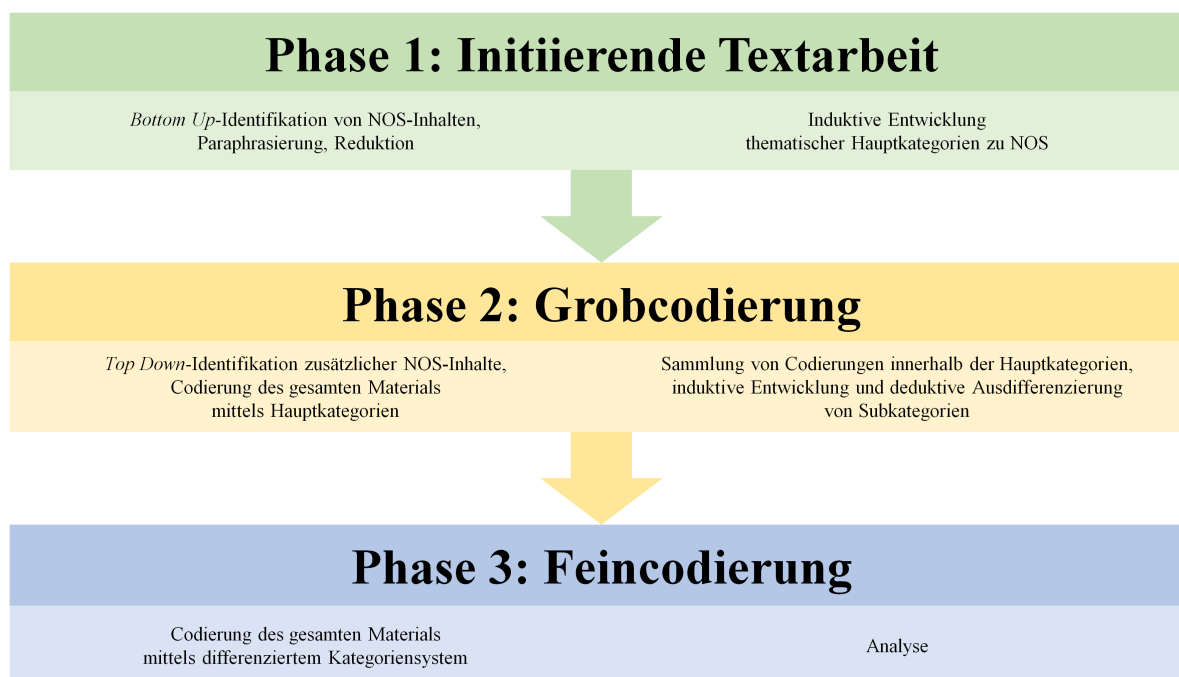 Phase 1: Initiierende Textarbeit
Bottom Up-Identifikation von NOS-Inhalten,
Paraphrasierung, Reduktion
Induktive Entwicklung
thematischer Hauptkategorien zu NOS
Phase 2: Grobcodierung
Top Down-Identifikation zusätzlicher NOS-Inhalte,
Codierung des gesamten Materials
mittels Hauptkategorien
Sammlung von Codierungen innerhalb der Hauptkategorien,
induktive Entwicklung und deduktive Ausdifferenzierung
von Subkategorien
Phase 3: Feincodierung
Codierung des gesamten Materials
mittels differenziertem Kategoriensystem
Analyse